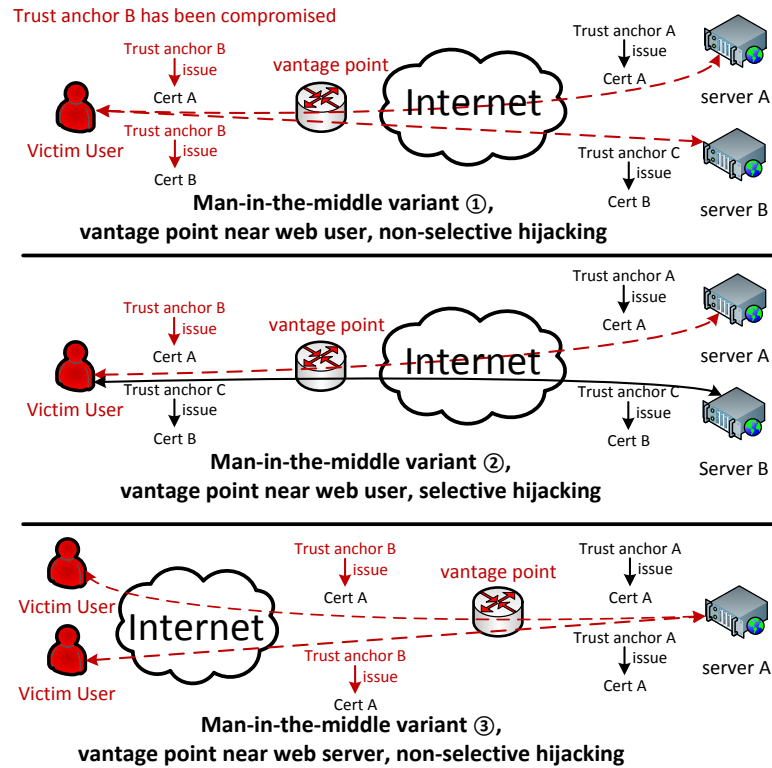 Trust anchor B has been compromised
Trust anchor B
issue
Cert A
Trust anchor B
issue
Cert B
Victim User
vantage point
Internet
Trust anchor A
issue
Cert A
Trust anchor C
issue
Cert B
server A
server B
Man-in-the-middle variant ①,
vantage point near web user, non-selective hijacking
Trust anchor B
issue
Cert A
Trust anchor C
issue
Cert B
Victim User
vantage point
Internet
Trust anchor A
issue
Cert A
Trust anchor C
issue
Cert B
server A
Server B
Man-in-the-middle variant ②,
vantage point near web user, selective hijacking
Victim User
Victim User
Internet
Trust anchor B
issue
Cert A
Trust anchor B
issue
Cert A
vantage point
Trust anchor A
issue
Cert A
Trust anchor A
issue
Cert A
server A
Man-in-the-middle variant ③,
vantage point near web server, non-selective hijacking